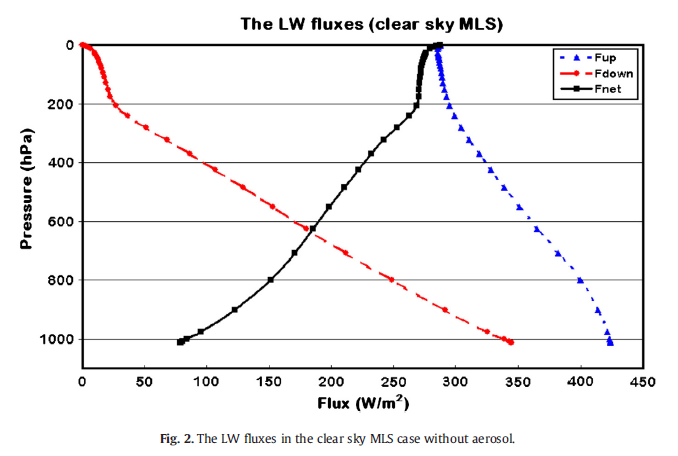 The LW fluxes (clear sky MLS)
0
200
400
600
800
1000
Pressure (hPa)
Fup
Fdown
Fnet
0 50 100 150 200 250 300 350 400 450
Flux (W/m²)
Fig. 2. The LW fluxes in the clear sky MLS case without aerosol.